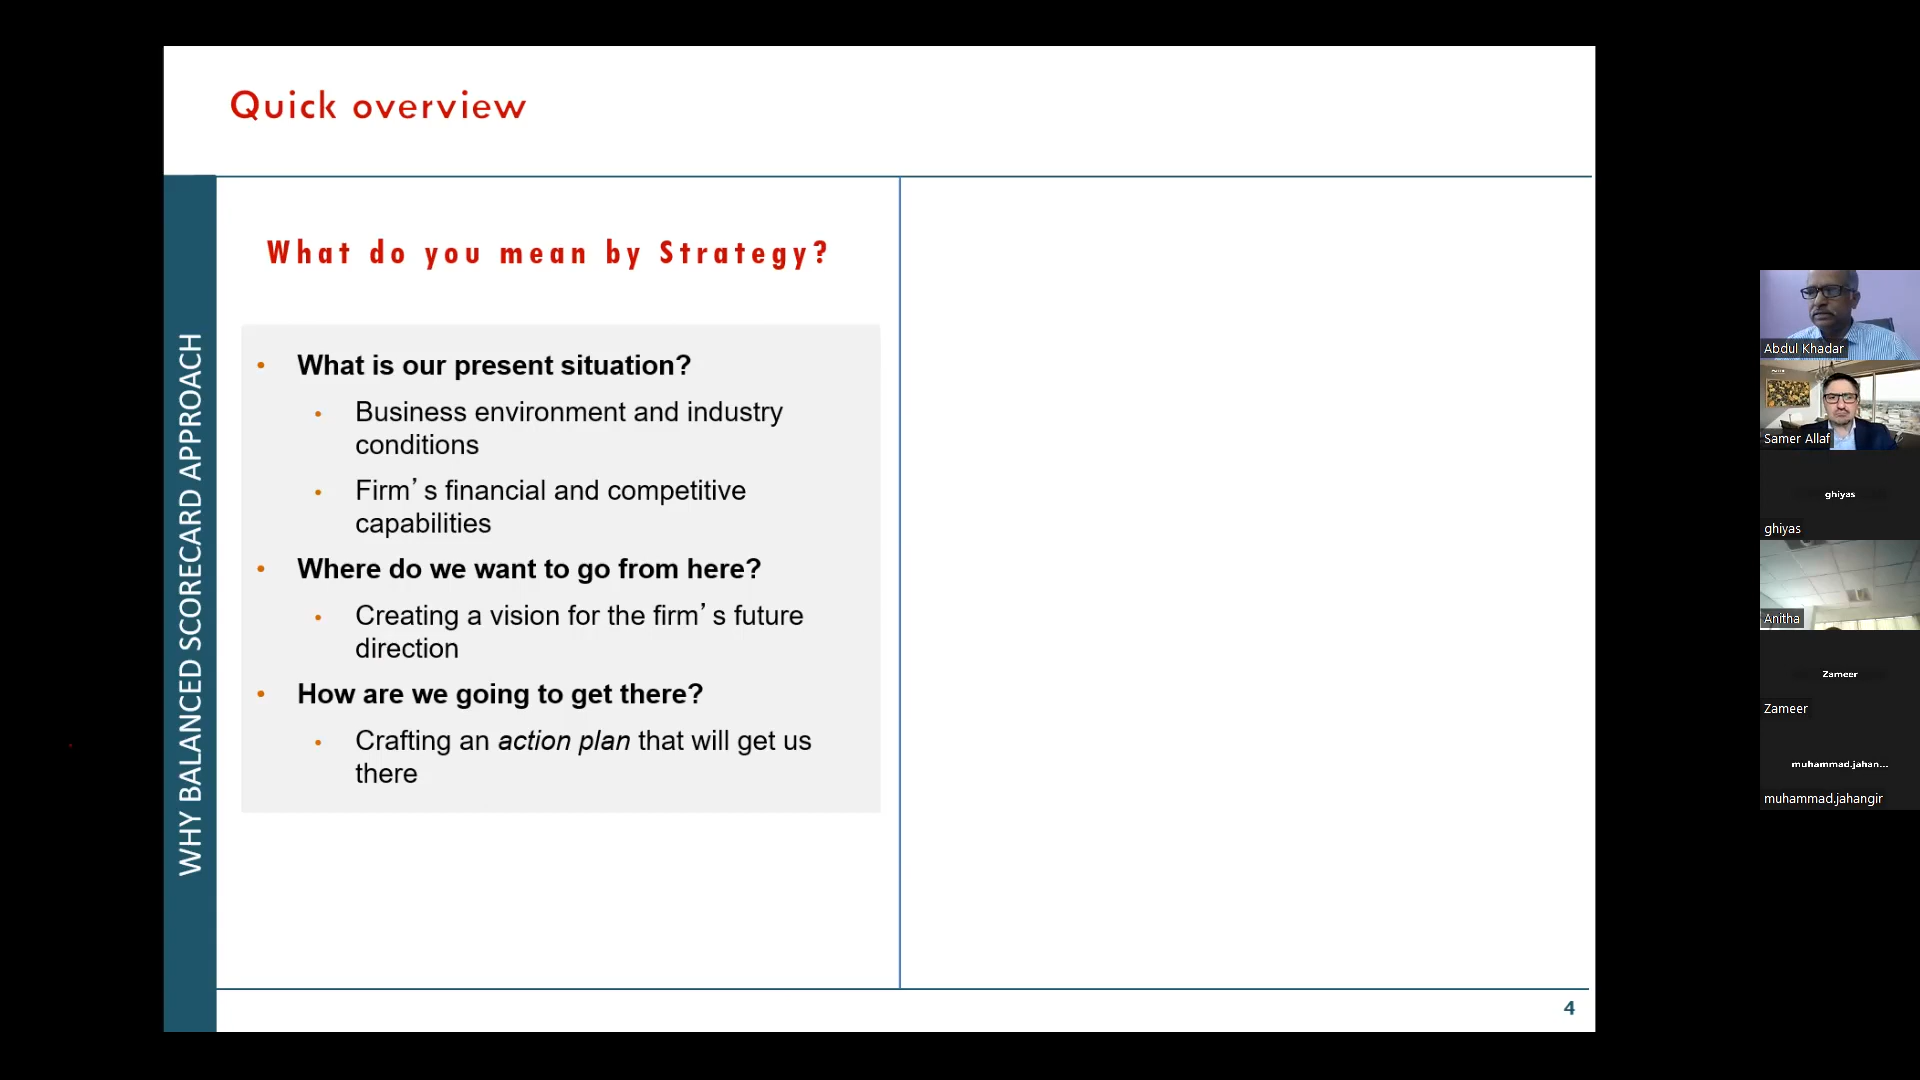 Quick overview
WHY BALANCED SCORECARD APPROACH
What do you mean by Strategy?
• What is our present situation?
• Business environment and industry
conditions
• Firm’s financial and competitive
capabilities
• Where do we want to go from here?
• Creating a vision for the firm’s future
direction
• How are we going to get there?
• Crafting an action plan that will get us
there
4
Abdul Khadar
Samer Allaf
ghiyas
ghiyas
Anitha
Zameer
Zameer
muhammad.jahan...
muhammad.jahangir